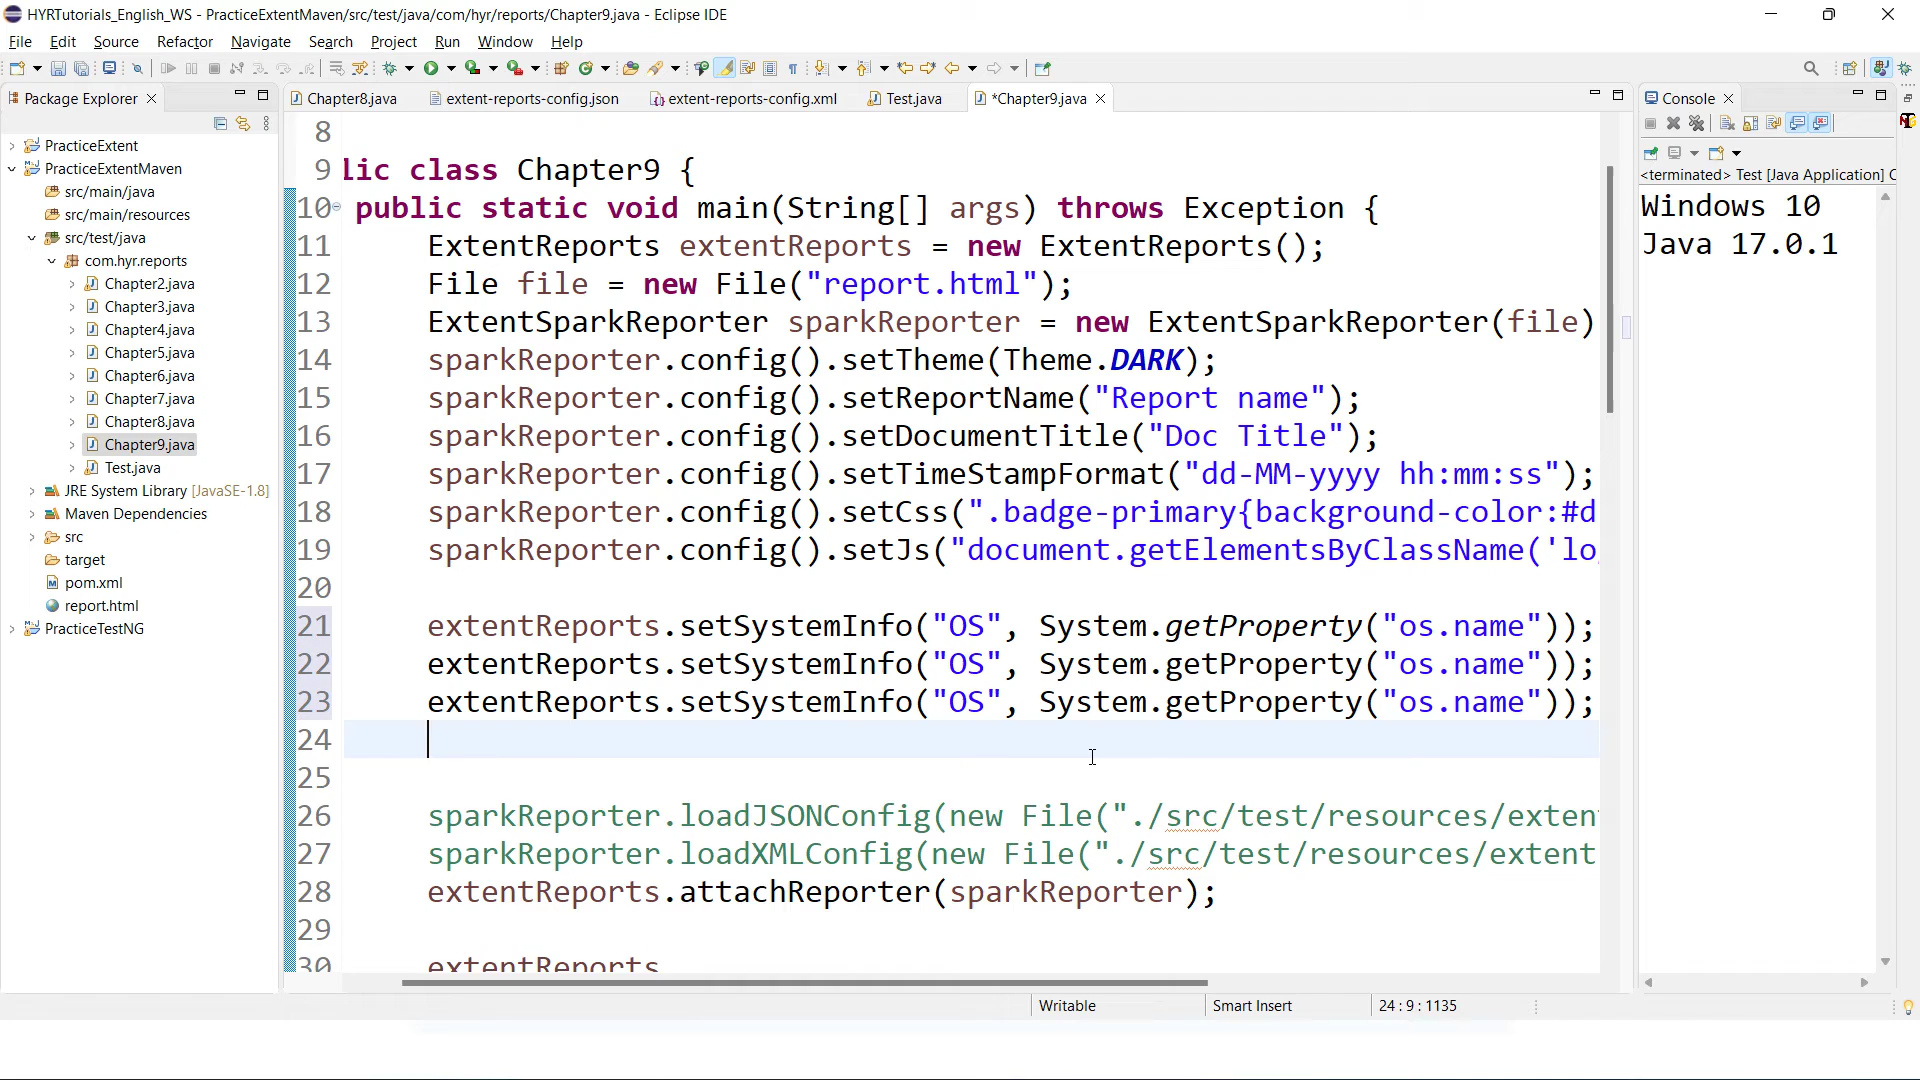 HYRTutorials_English_WS - PracticeExtentMaven/src/test/java/com/hyr/reports/Chapter9.java - Eclipse IDE
File Edit Source Refactor Navigate Search Project Run Window Help
Package Explorer
Chapter8.java extent-reports-config.json extent-reports-config.xml Test.java *Chapter9.java
Console
PracticeExtent
PracticeExtentMaven
src/main/java
src/main/resources
src/test/java
com.hyr.reports
Chapter2.java
Chapter3.java
Chapter4.java
Chapter5.java
Chapter6.java
Chapter7.java
Chapter8.java
Chapter9.java
Test.java
JRE System Library [JavaSE-1.8]
Maven Dependencies
src
target
pom.xml
report.html
PracticeTestNG
8
9 lic class Chapter9 {
10 public static void main(String[] args) throws Exception {
11 ExtentReports extentReports = new ExtentReports();
12 File file = new File("report.html");
13 ExtentSparkReporter sparkReporter = new ExtentSparkReporter(file)
14 sparkReporter.config().setTheme(Theme.DARK);
15 sparkReporter.config().setReportName("Report name");
16 sparkReporter.config().setDocumentTitle("Doc Title");
17 sparkReporter.config().setTimeStampFormat("dd-MM-yyyy hh:mm:ss");
18 sparkReporter.config().setCss(".badge-primary{background-color:#d
19 sparkReporter.config().setJs("document.getElementsByClassName('lo
20
21 extentReports.setSystemInfo("OS", System.getProperty("os.name"));
22 extentReports.setSystemInfo("OS", System.getProperty("os.name"));
23 extentReports.setSystemInfo("OS", System.getProperty("os.name"));
24
25
26 sparkReporter.loadJSONConfig(new File("./src/test/resources/exten
27 sparkReporter.loadXMLConfig(new File("./src/test/resources/extent
28 extentReports.attachReporter(sparkReporter);
29
30 extentReports
<terminated> Test [Java Application] C
Windows 10
Java 17.0.1
Writable Smart Insert 24 : 9 : 1135